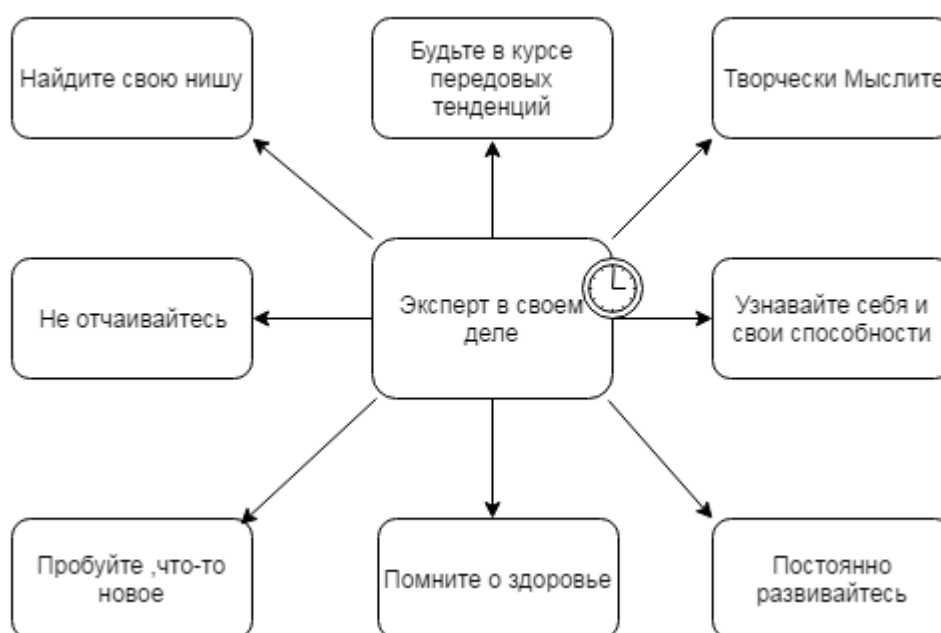 Найдите свою нишу
Будьте в курсе
передовых
тенденций
Творчески Мыслите
Не отчаивайтесь
Эксперт в своем
деле
Узнавайте себя и
свои способности
Пробуйте ,что-то
новое
Помните о здоровье
Постоянно
развивайтесь